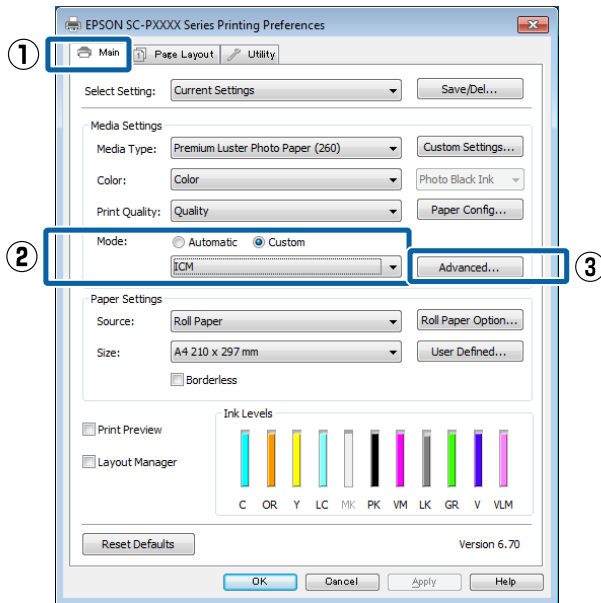 EPSON SC-PXXXX Series Printing Preferences
①
Main
Page Layout
Utility
Select Setting: Current Settings Save/Del...
Media Settings
Media Type: Premium Luster Photo Paper (260) Custom Settings...
Color: Color Photo Black Ink
Print Quality: Quality Paper Config...
②
Mode: Automatic Custom
ICM Advanced... ③
Paper Settings
Source: Roll Paper Roll Paper Option...
Size: A4 210 x 297 mm User Defined...
Borderless
Ink Levels
Print Preview
Layout Manager
C OR Y LC MK PK VM LK GR V VLM
Reset Defaults Version 6.70
OK Cancel Apply Help